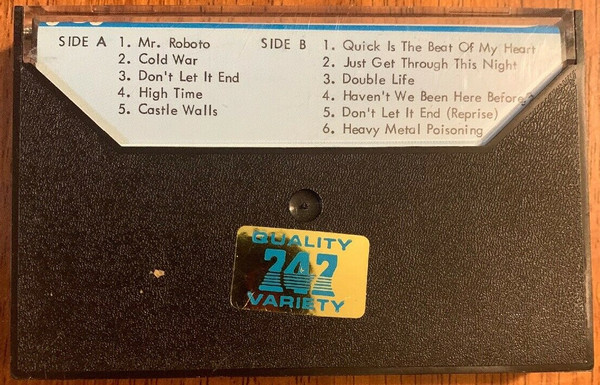 SIDE A
1. Mr. Roboto
2. Cold War
3. Don't Let It End
4. High Time
5. Castle Walls
SIDE B
1. Quick Is The Beat Of My Heart
2. Just Get Through This Night
3. Double Life
4. Haven't We Been Here Before?
5. Don't Let It End (Reprise)
6. Heavy Metal Poisoning
QUALITY
747
VARIETY